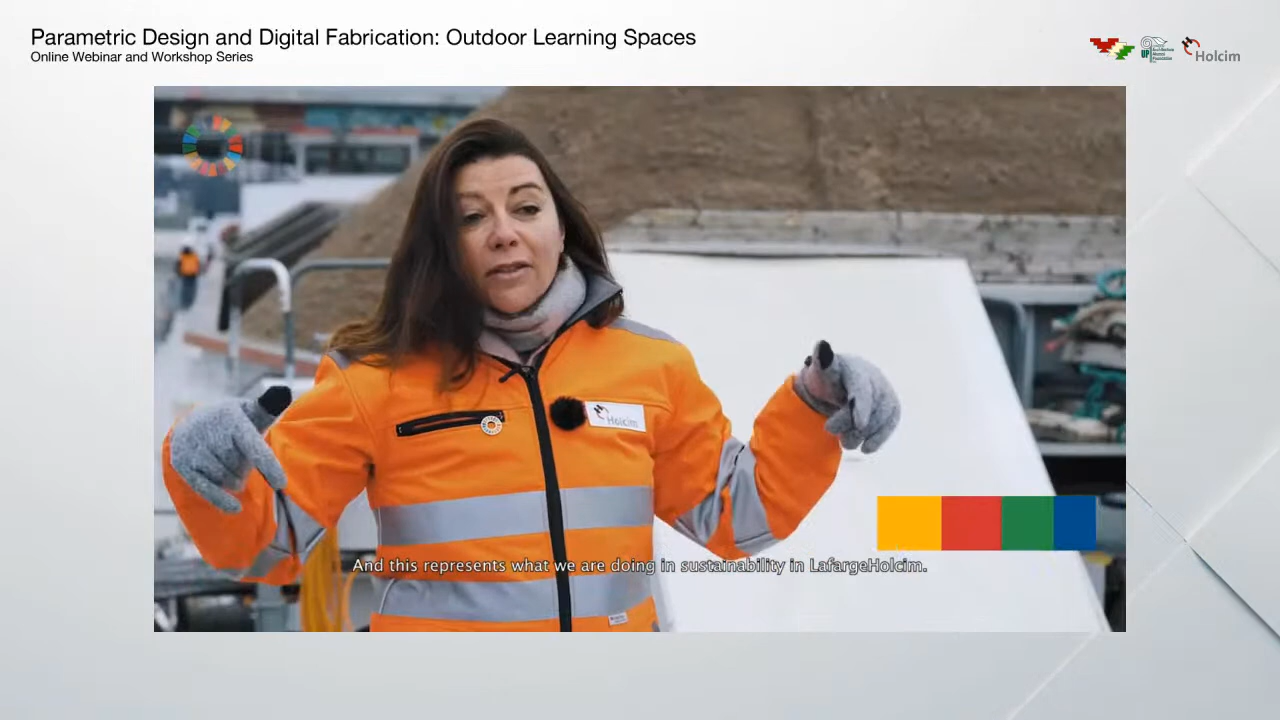 Parametric Design and Digital Fabrication: Outdoor Learning Spaces
Online Webinar and Workshop Series
UP
Holcim
Holcim
And this represents what we are doing in sustainability in LafargeHolcim.